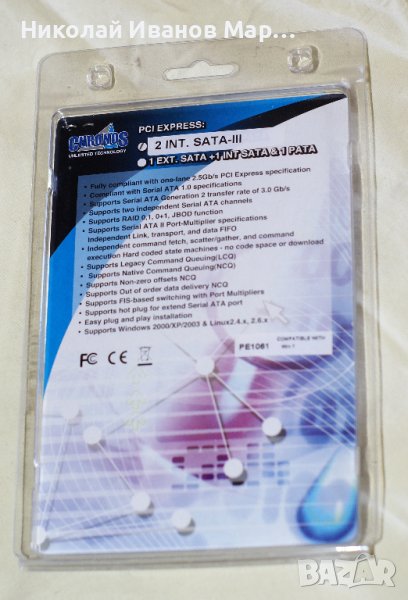 Николай Иванов Мар...
CHRONOS
UNLIMITED TECHNOLOGY
PCI EXPRESS:
2 INT. SATA-III
1 EXT. SATA +1 INT SATA & 1 PATA
• Fully compliant with one-lane 2.5Gb/s PCI Express specification
• Compliant with Serial ATA 1.0 specifications
• Supports Serial ATA Generation 2 transfer rate of 3.0 Gb/s
• Supports two independent Serial ATA channels
• Supports RAID 0,1, 0+1, JBOD function
• Supports Serial ATA II Port-Multiplier specifications
Independent Link, transport, and data FIFO
• Independent command fetch, scatter/gather, and command
execution Hard coded state machines - no code space or download
• Supports Legacy Command Queuing(LCQ)
• Supports Native Command Queuing(NCQ)
• Supports Non-zero offsets NCQ
• Supports Out of order data delivery NCQ
• Supports FIS-based switching with Port Multipliers
• Supports hot plug for extend Serial ATA port
• Easy plug and play installation
• Supports Windows 2000/XP/2003 & Linux2.4.x, 2.6.x
FC CE
PE1061
COMPATIBLE WITH
BAZAR